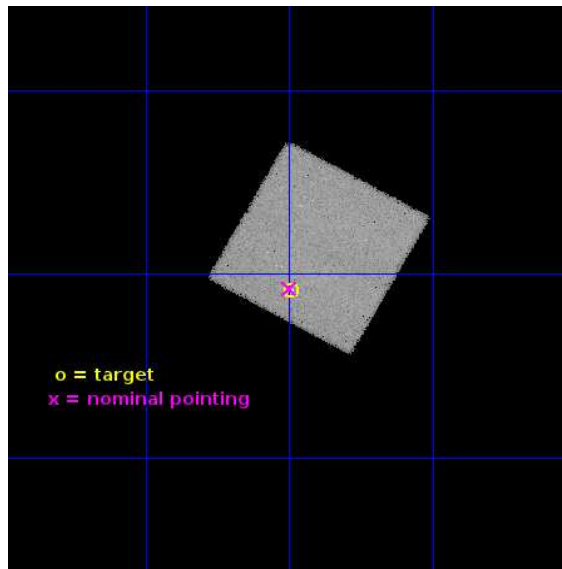 o = target
x = nominal pointing